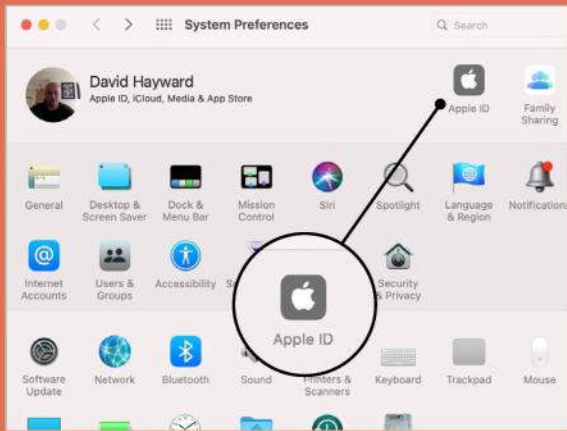 System Preferences
Search
David Hayward
Apple ID, iCloud, Media & App Store
Apple ID
Family
Sharing
General
Desktop &
Screen Saver
Dock &
Menu Bar
Mission
Control
Siri
Spotlight
Language
& Region
Notifications
Internet
Accounts
Users &
Groups
Accessibility
Security
& Privacy
Apple ID
Software
Update
Network
Bluetooth
Sound
Printers &
Scanners
Keyboard
Trackpad
Mouse